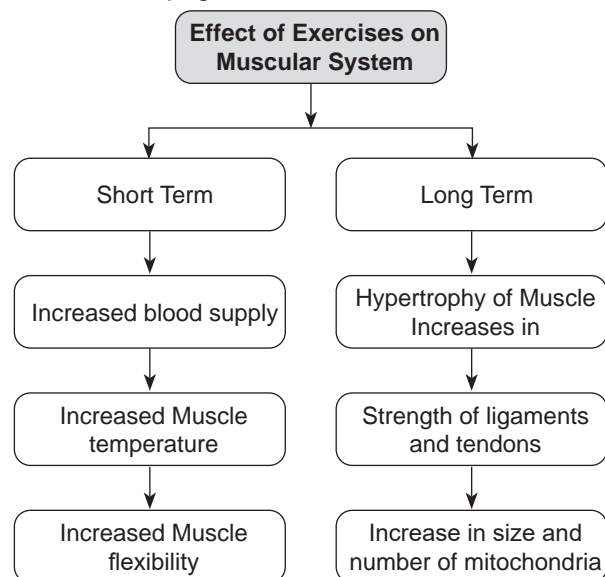 Effect of Exercises on
Muscular System
Short Term
Long Term
Increased blood supply
Hypertrophy of Muscle
Increases in
Increased Muscle
temperature
Strength of ligaments
and tendons
Increased Muscle
flexibility
Increase in size and
number of mitochondria